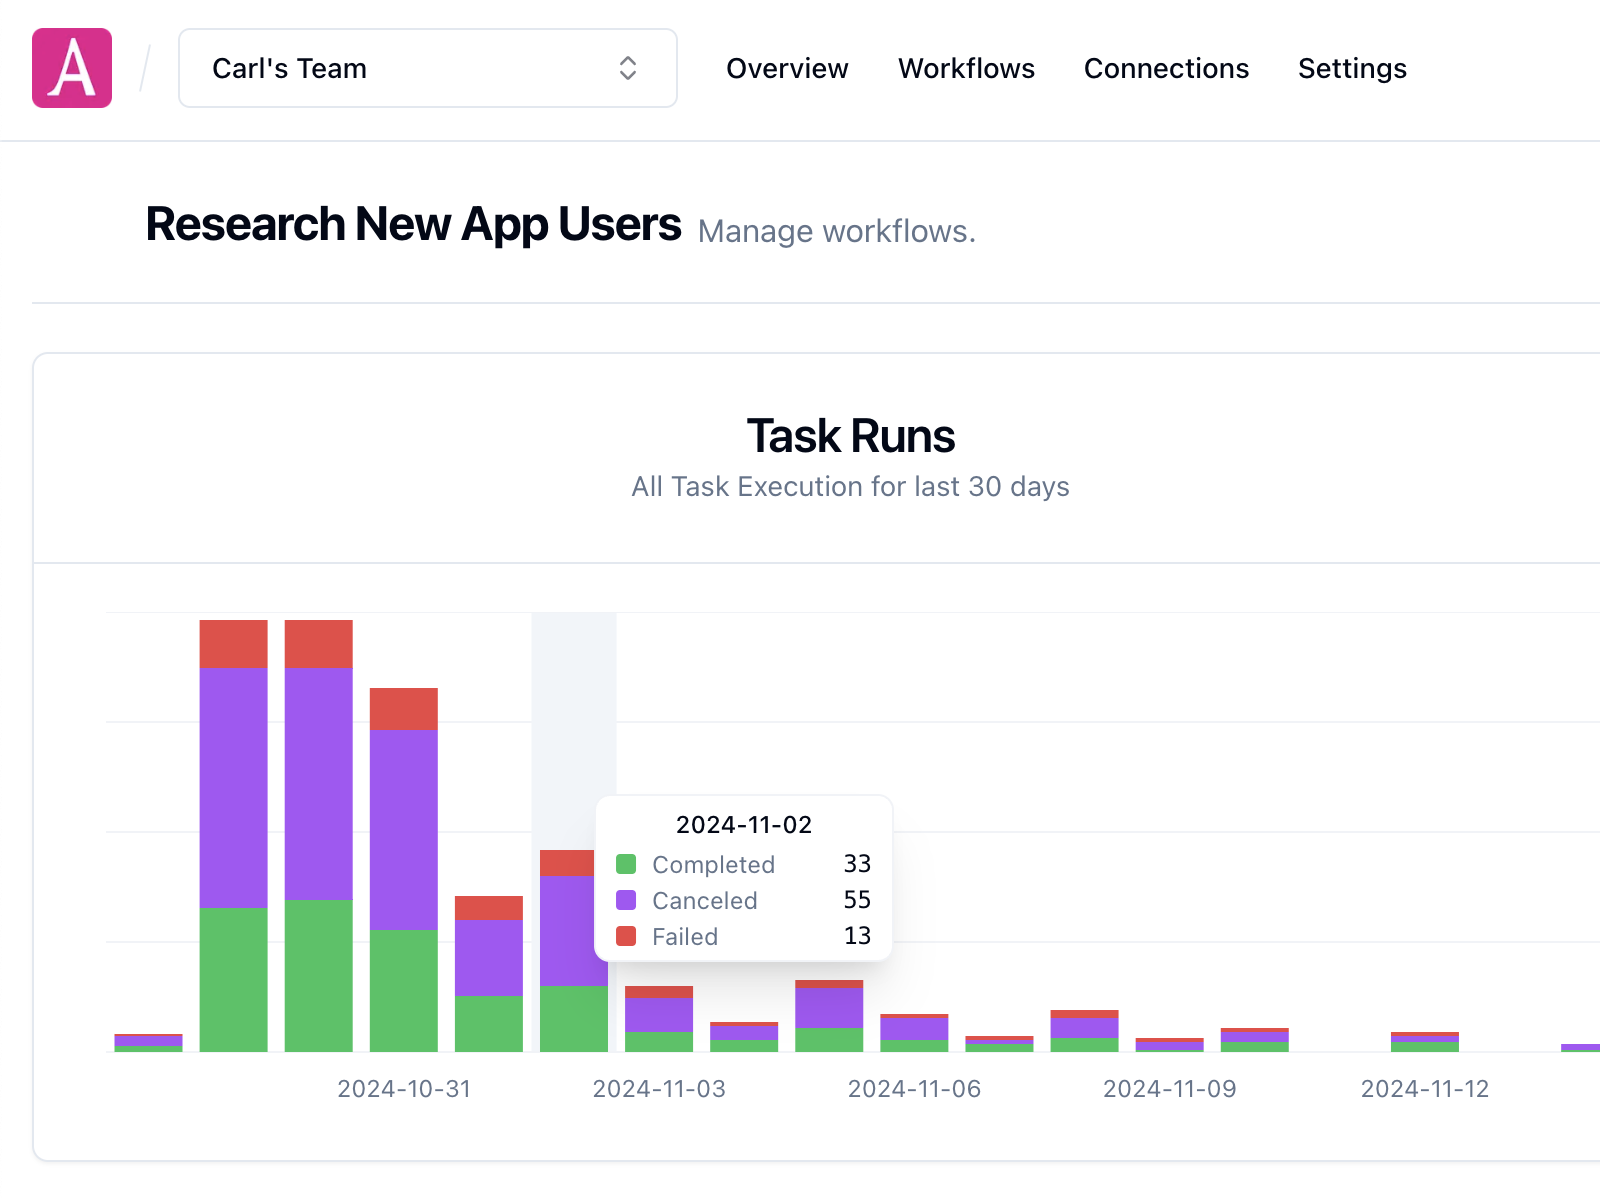 A
Carl's Team
Overview
Workflows
Connections
Settings
Research New App Users Manage workflows.
Task Runs
All Task Execution for last 30 days
2024-11-02
Completed 33
Canceled 55
Failed 13
2024-10-31
2024-11-03
2024-11-06
2024-11-09
2024-11-12